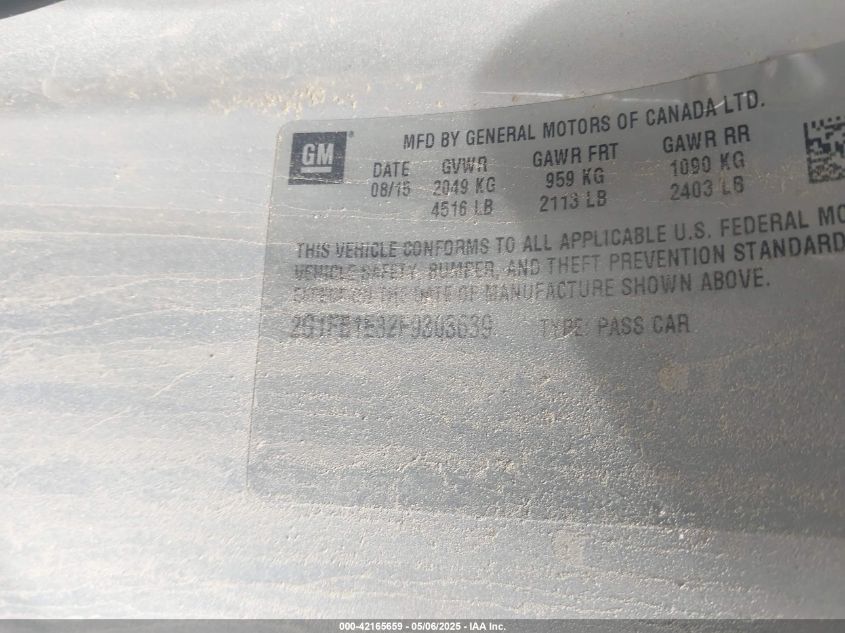 GM
MFD BY GENERAL MOTORS OF CANADA LTD.
DATE GVWR GAWR FRT GAWR RR
08/15 2049 KG 959 KG 1090 KG
4516 LB 2113 LB 2403 LB
THIS VEHICLE CONFORMS TO ALL APPLICABLE U.S. FEDERAL MO
VEHICLE SAFETY, BUMPER, AND THEFT PREVENTION STANDARD
EFFECT ON THE DATE OF MANUFACTURE SHOWN ABOVE.
TYPE: PASS CAR
000-42165659 - 05/06/2025 - IAA Inc.